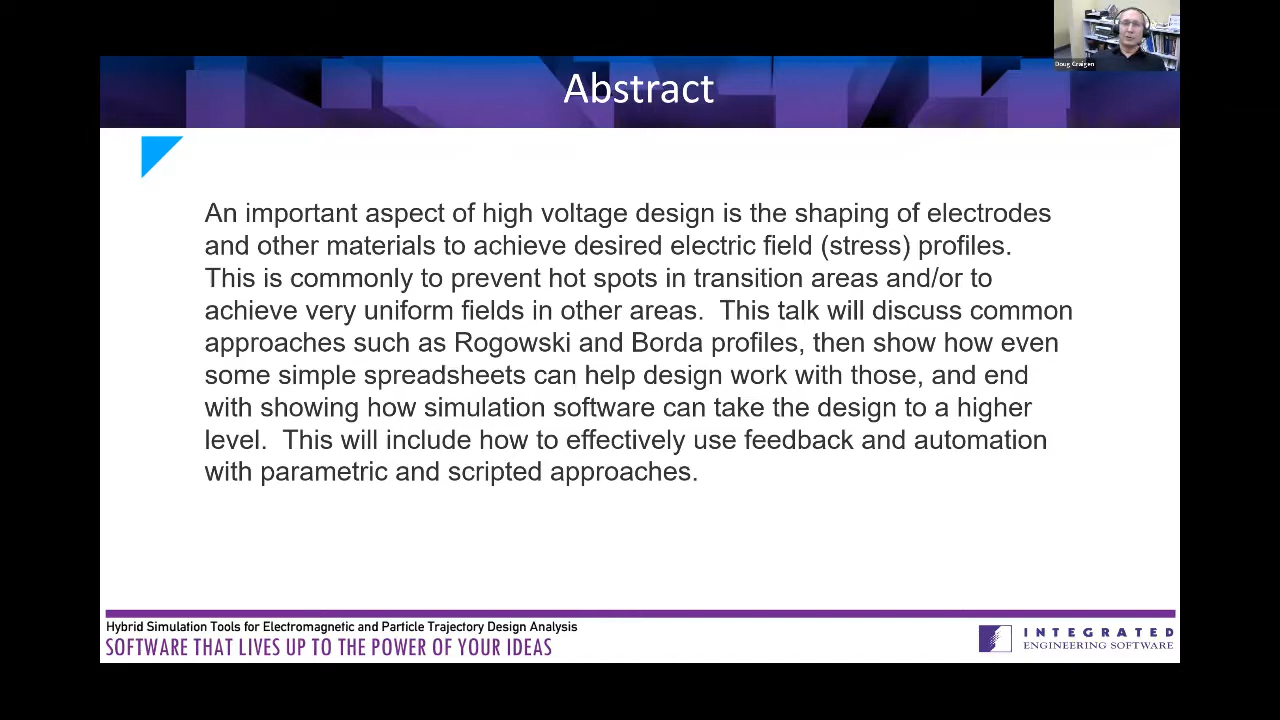 Abstract
Doug Craigen
An important aspect of high voltage design is the shaping of electrodes
and other materials to achieve desired electric field (stress) profiles.
This is commonly to prevent hot spots in transition areas and/or to
achieve very uniform fields in other areas.  This talk will discuss common
approaches such as Rogowski and Borda profiles, then show how even
some simple spreadsheets can help design work with those, and end
with showing how simulation software can take the design to a higher
level.  This will include how to effectively use feedback and automation
with parametric and scripted approaches.
Hybrid Simulation Tools for Electromagnetic and Particle Trajectory Design Analysis
SOFTWARE THAT LIVES UP TO THE POWER OF YOUR IDEAS
INTEGRATED
ENGINEERING SOFTWARE